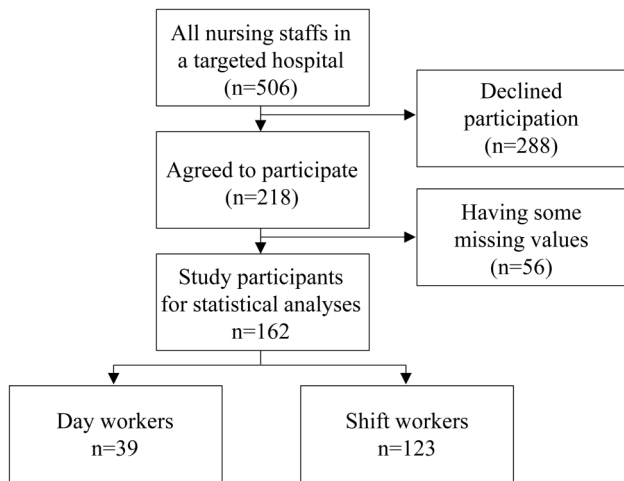 All nursing staffs in
a targeted hospital
(n=506)
Declined
participation
(n=288)
Agreed to participate
(n=218)
Having some
missing values
(n=56)
Study participants
for statistical analyses
n=162
Day workers
n=39
Shift workers
n=123